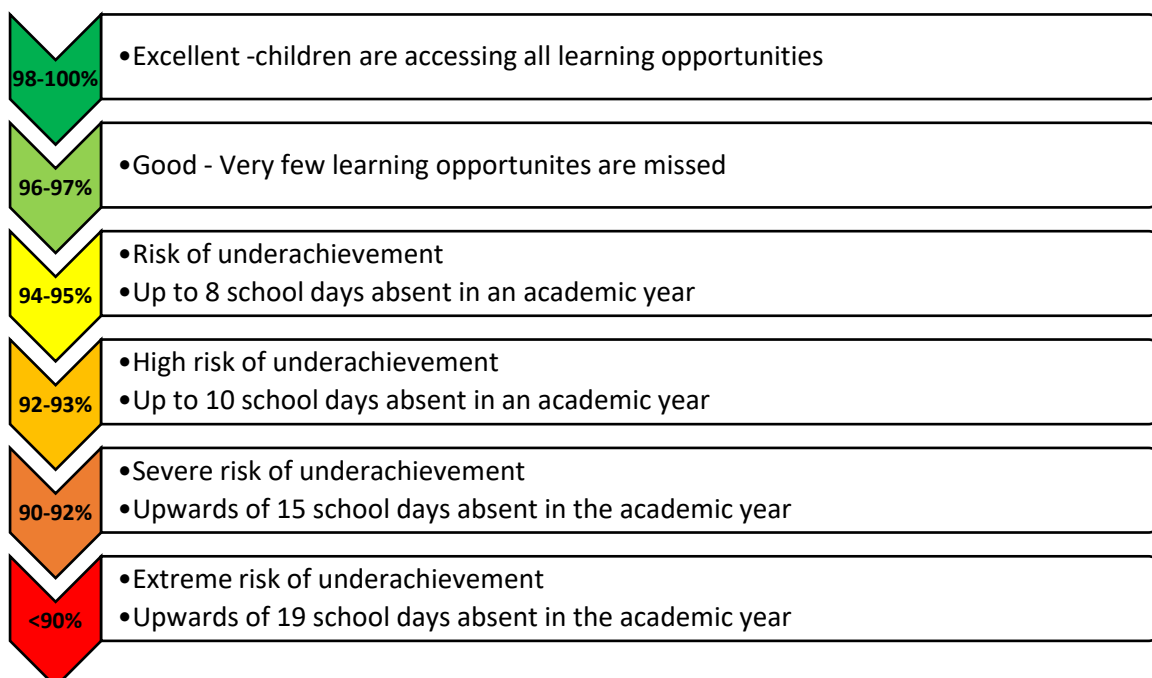 98-100%
•Excellent -children are accessing all learning opportunities
96-97%
•Good - Very few learning opportunites are missed
94-95%
•Risk of underachievement
•Up to 8 school days absent in an academic year
92-93%
•High risk of underachievement
•Up to 10 school days absent in an academic year
90-92%
•Severe risk of underachievement
•Upwards of 15 school days absent in the academic year
<90%
•Extreme risk of underachievement
•Upwards of 19 school days absent in the academic year